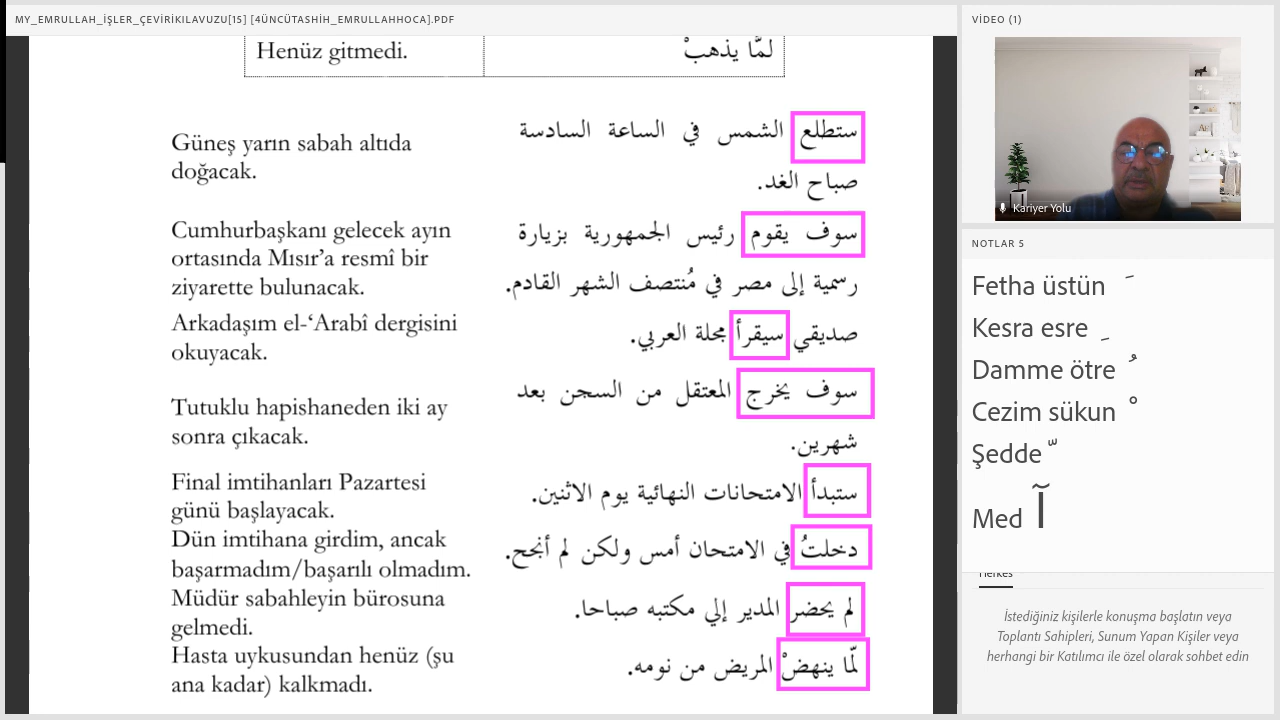 MY_EMRULLAH_İŞLER_ÇEVİRİKILAVUZU[15] [4ÜNCÜTASHİH_EMRULLAHHOCA].PDF
Henüz gitmedi.
لمَّا يذهبْ
Güneş yarın sabah altıda
doğacak.
ستطلع الشمس في الساعة السادسة
صباح الغد.
Cumhurbaşkanı gelecek ayın
ortasında Mısır’a resmî bir
ziyarette bulunacak.
سوف يقوم رئيس الجمهورية بزيارة
رسمية إلى مصر في مُنتصف الشهر القادم.
Arkadaşım el-‘Arabî dergisini
okuyacak.
صديقي سيقرأ مجلة العربي.
Tutuklu hapishaneden iki ay
sonra çıkacak.
سوف يخرج المعتقل من السجن بعد
شهرين.
Final imtihanları Pazartesi
günü başlayacak.
ستبدأ الامتحانات النهائية يوم الاثنين.
Dün imtihana girdim, ancak
başarmadım/başarılı olmadım.
دخلتُ في الامتحان أمس ولكن لم أنجح.
Müdür sabahleyin bürosuna
gelmedi.
لم يحضر المدير إلي مكتبه صباحا.
Hasta uykusundan henüz (şu
ana kadar) kalkmadı.
لمّا ينهضْ المريض من نومه.
VİDEO (1)
Kariyer Yolu
NOTLAR 5
Fetha üstün َ
Kesra esre ِ
Damme ötre ُ
Cezim sükun ْ
Şedde ّ
Med آ
Herkes
İstediğiniz kişilerle konuşma başlatın veya
Toplantı Sahipleri, Sunum Yapan Kişiler veya
herhangi bir Katılımcı ile özel olarak sohbet edin